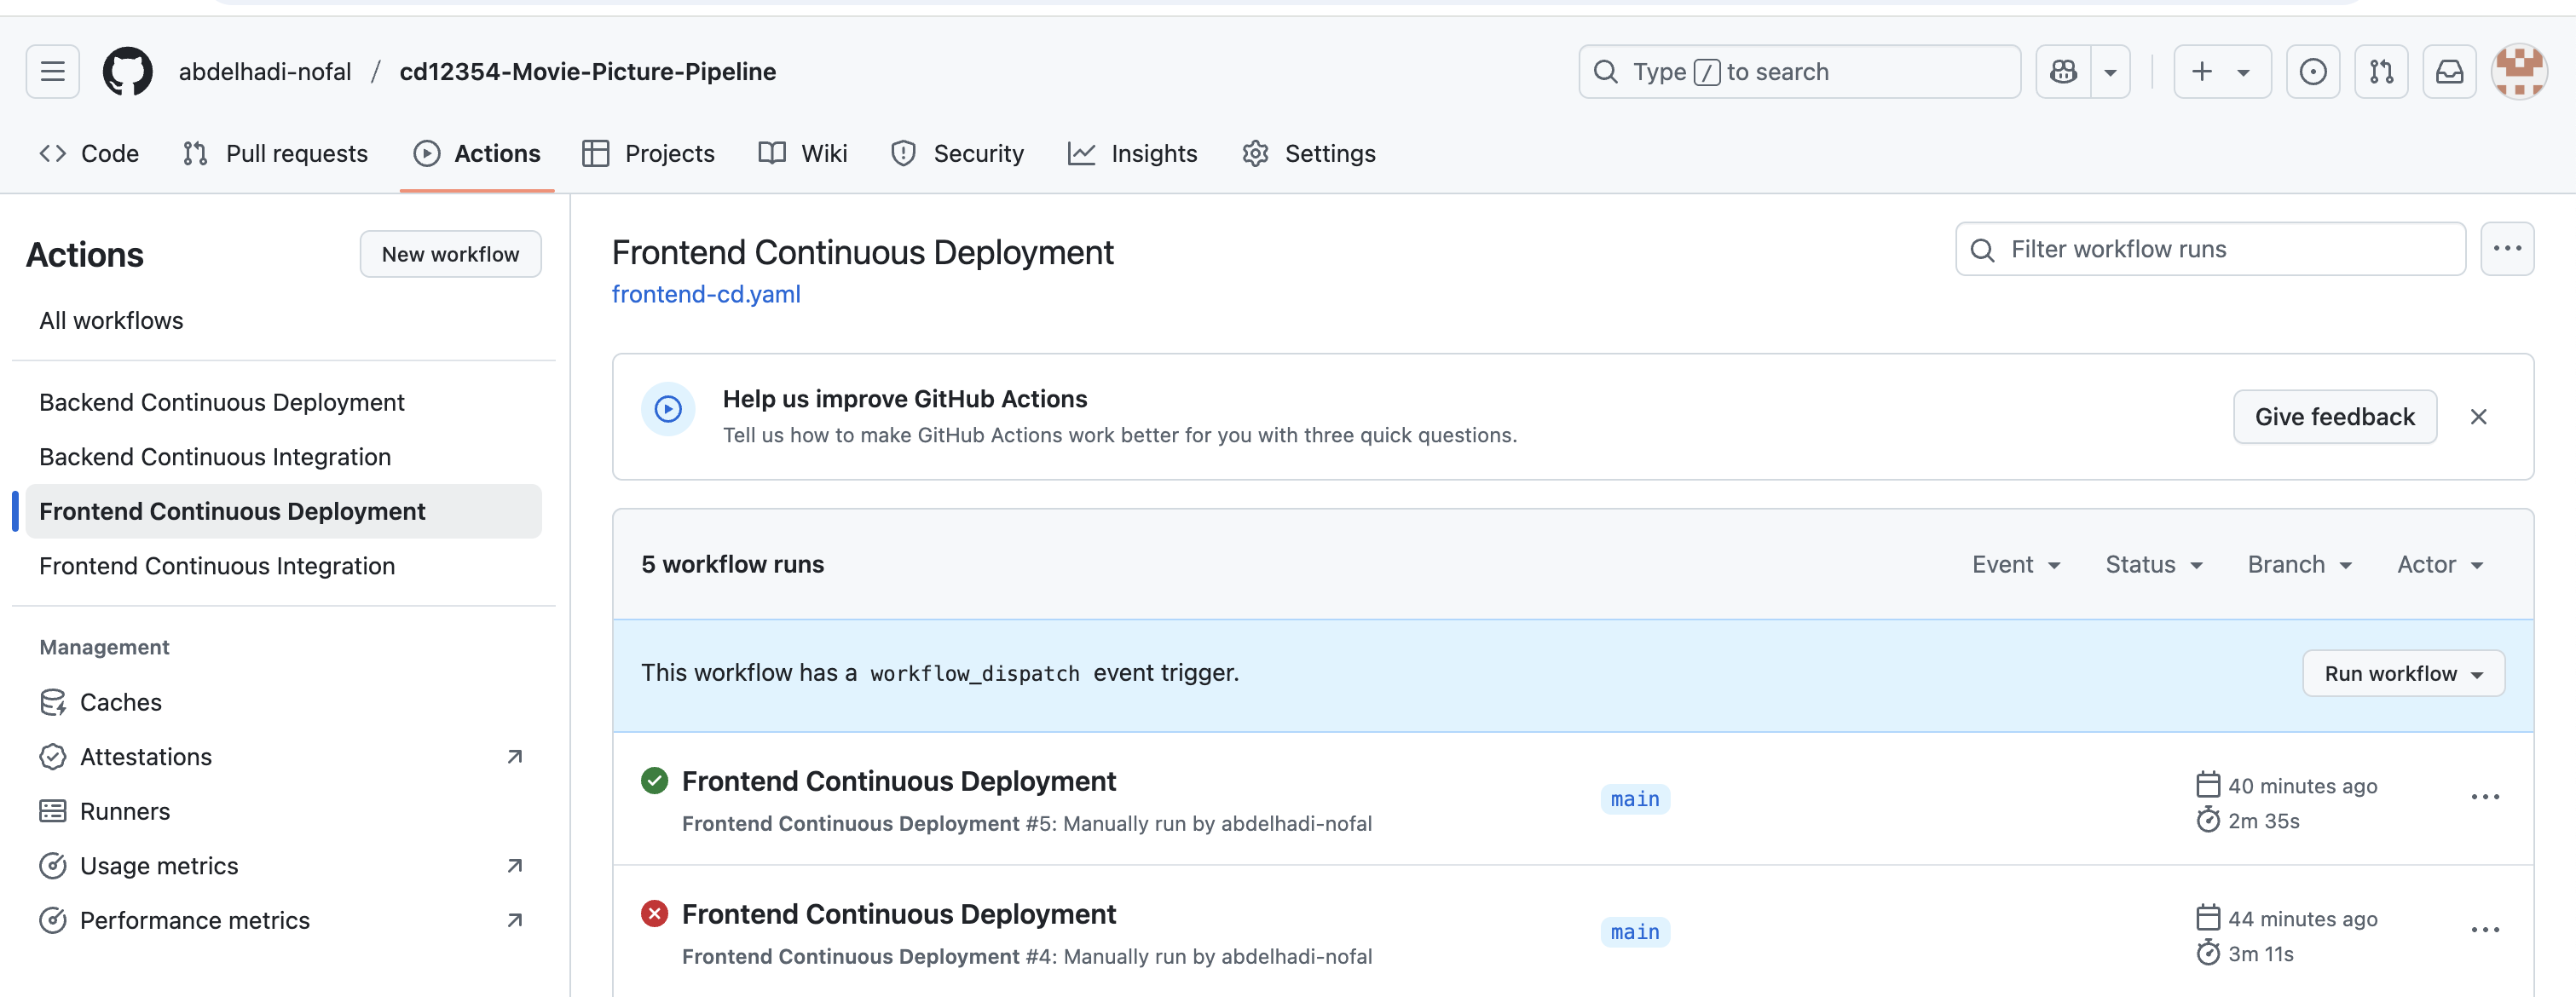 abdelhadi-nofal / cd12354-Movie-Picture-Pipeline
Type / to search
Code Pull requests Actions Projects Wiki Security Insights Settings
Actions
New workflow
All workflows
Backend Continuous Deployment
Backend Continuous Integration
Frontend Continuous Deployment
Frontend Continuous Integration
Management
Caches
Attestations
Runners
Usage metrics
Performance metrics
Frontend Continuous Deployment
frontend-cd.yaml
Filter workflow runs
Help us improve GitHub Actions
Tell us how to make GitHub Actions work better for you with three quick questions.
Give feedback
5 workflow runs
Event Status Branch Actor
This workflow has a workflow_dispatch event trigger.
Run workflow
Frontend Continuous Deployment
Frontend Continuous Deployment #5: Manually run by abdelhadi-nofal
main
40 minutes ago
2m 35s
Frontend Continuous Deployment
Frontend Continuous Deployment #4: Manually run by abdelhadi-nofal
main
44 minutes ago
3m 11s